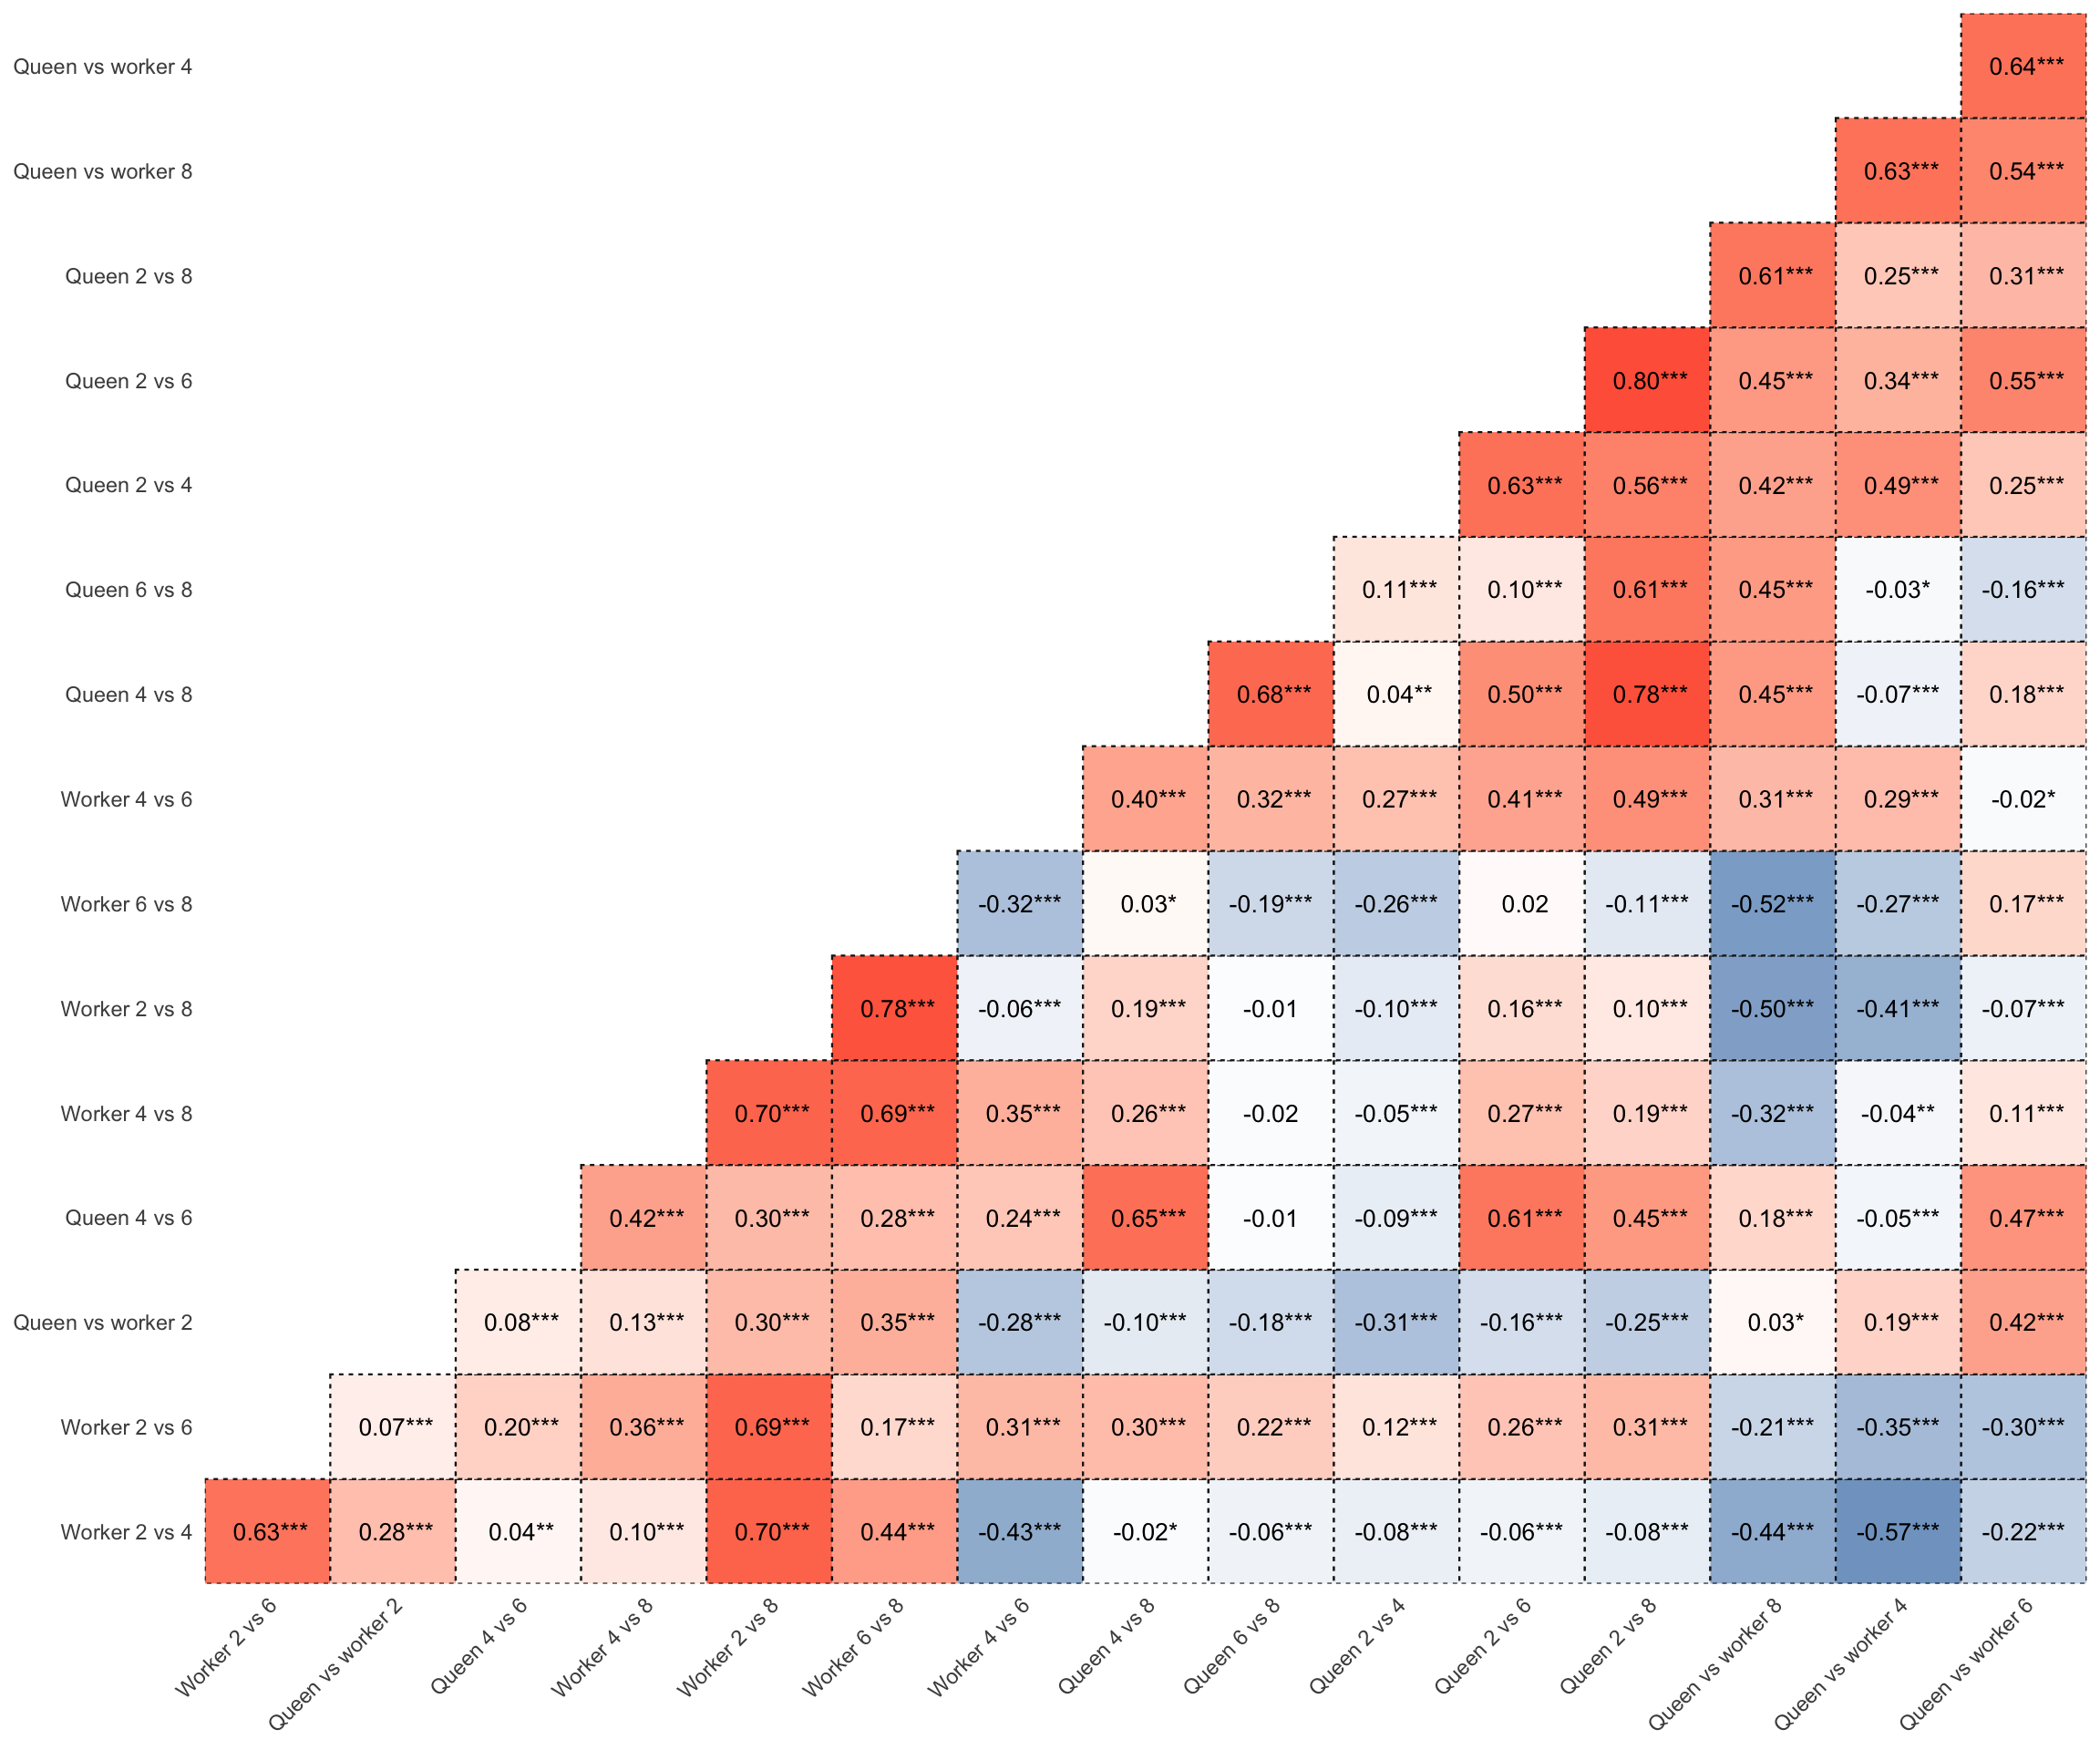 Queen vs worker 4 0.64***
Queen vs worker 8 0.63*** 0.54***
Queen 2 vs 8 0.61*** 0.25*** 0.31***
Queen 2 vs 6 0.80*** 0.45*** 0.34*** 0.55***
Queen 2 vs 4 0.63*** 0.56*** 0.42*** 0.49*** 0.25***
Queen 6 vs 8 0.11*** 0.10*** 0.61*** 0.45*** -0.03* -0.16***
Queen 4 vs 8 0.68*** 0.04** 0.50*** 0.78*** 0.45*** -0.07*** 0.18***
Worker 4 vs 6 0.40*** 0.32*** 0.27*** 0.41*** 0.49*** 0.31*** 0.29*** -0.02*
Worker 6 vs 8 -0.32*** 0.03* -0.19*** -0.26*** 0.02 -0.11*** -0.52*** -0.27*** 0.17***
Worker 2 vs 8 0.78*** -0.06*** 0.19*** -0.01 -0.10*** 0.16*** 0.10*** -0.50*** -0.41*** -0.07***
Worker 4 vs 8 0.70*** 0.69*** 0.35*** 0.26*** -0.02 -0.05*** 0.27*** 0.19*** -0.32*** -0.04** 0.11***
Queen 4 vs 6 0.42*** 0.30*** 0.28*** 0.24*** 0.65*** -0.01 -0.09*** 0.61*** 0.45*** 0.18*** -0.05*** 0.47***
Queen vs worker 2 0.08*** 0.13*** 0.30*** 0.35*** -0.28*** -0.10*** -0.18*** -0.31*** -0.16*** -0.25*** 0.03* 0.19*** 0.42***
Worker 2 vs 6 0.07*** 0.20*** 0.36*** 0.69*** 0.17*** 0.31*** 0.30*** 0.22*** 0.12*** 0.26*** 0.31*** -0.21*** -0.35*** -0.30***
Worker 2 vs 4 0.63*** 0.28*** 0.04** 0.10*** 0.70*** 0.44*** -0.43*** -0.02* -0.06*** -0.08*** -0.06*** -0.08*** -0.44*** -0.57*** -0.22***
Worker 2 vs 6
Queen vs worker 2
Queen 4 vs 6
Worker 4 vs 8
Worker 2 vs 8
Worker 6 vs 8
Worker 4 vs 6
Queen 4 vs 8
Queen 6 vs 8
Queen 2 vs 4
Queen 2 vs 6
Queen 2 vs 8
Queen vs worker 8
Queen vs worker 4
Queen vs worker 6